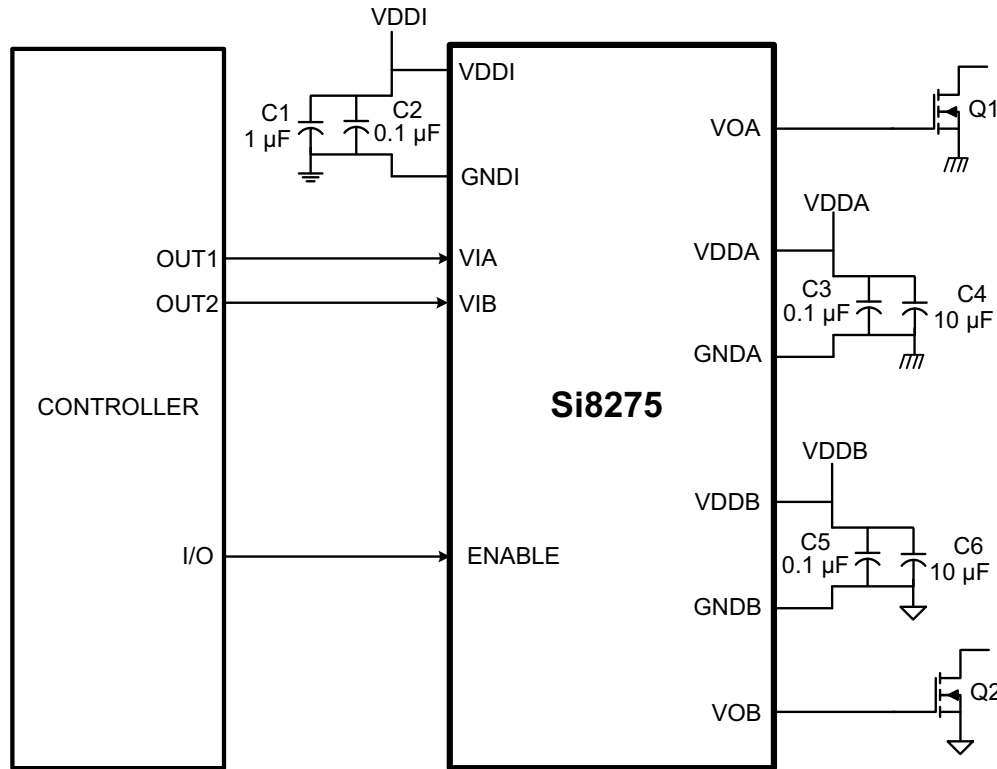 VDDI
VDDI
C1
1 µF
C2
0.1 µF
GNDI
VOA
Q1
VDDA
VDDA
C3
0.1 µF
C4
10 µF
GNDA
OUT1
VIA
OUT2
VIB
CONTROLLER
Si8275
VDDB
VDDB
C5
0.1 µF
C6
10 µF
I/O
ENABLE
GNDB
VOB
Q2